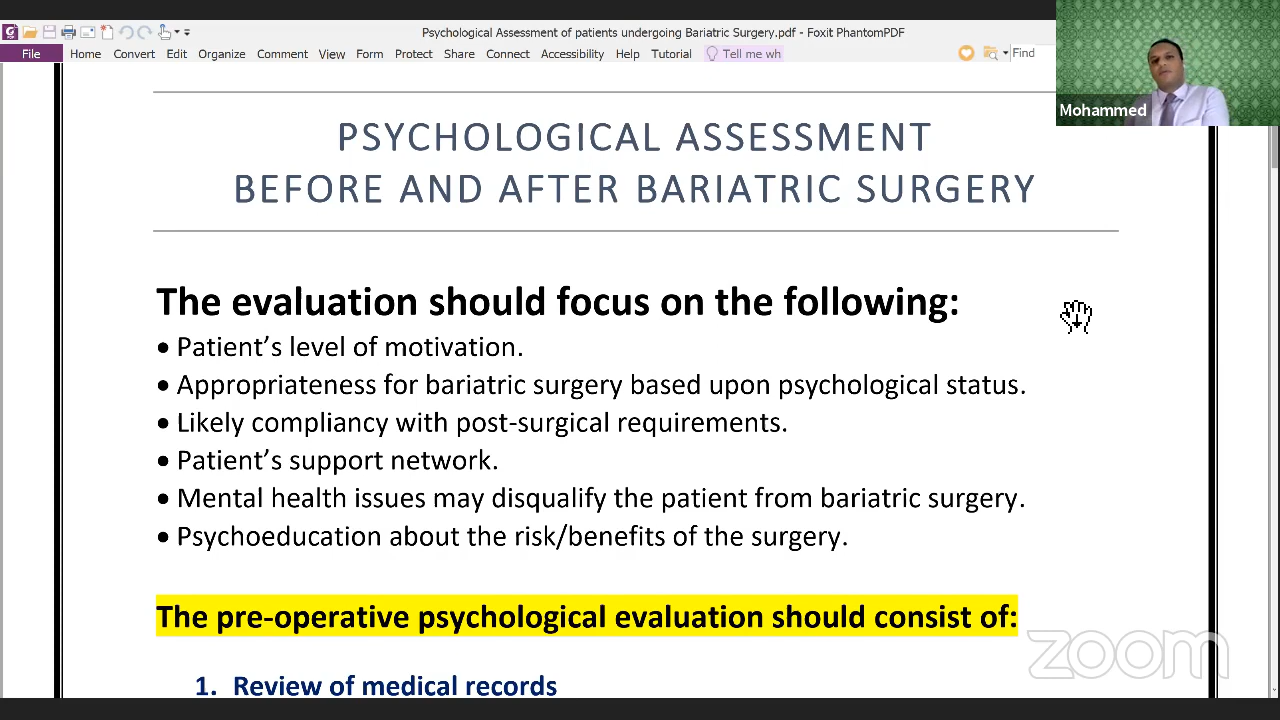 Psychological Assessment of patients undergoing Bariatric Surgery.pdf - Foxit PhantomPDF
File Home Convert Edit Organize Comment View Form Protect Share Connect Accessibility Help Tutorial Tell me wh Find
Mohammed
PSYCHOLOGICAL ASSESSMENT
BEFORE AND AFTER BARIATRIC SURGERY
The evaluation should focus on the following:
• Patient’s level of motivation.
• Appropriateness for bariatric surgery based upon psychological status.
• Likely compliancy with post-surgical requirements.
• Patient’s support network.
• Mental health issues may disqualify the patient from bariatric surgery.
• Psychoeducation about the risk/benefits of the surgery.
The pre-operative psychological evaluation should consist of:
1. Review of medical records
zoom